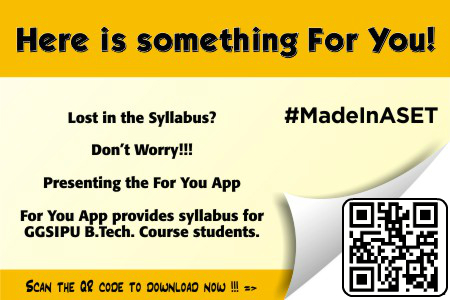 Here is something For You!
Lost in the Syllabus?
#MadeInASET
Don't Worry!!!
Presenting the For You App
For You App provides syllabus for
GGSIPU B.Tech. Course students.
Scan the QR code to download now !!! =>